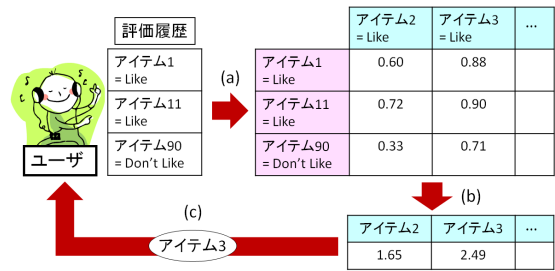 評価履歴
アイテム1
= Like
アイテム11
= Like
アイテム90
= Don't Like
ユーザ
(a)
アイテム2
= Like
アイテム3
= Like
…
アイテム1
= Like
0.60
0.88
アイテム11
= Like
0.72
0.90
アイテム90
= Don't Like
0.33
0.71
(b)
アイテム2
アイテム3
…
1.65
2.49
(c)
アイテム3